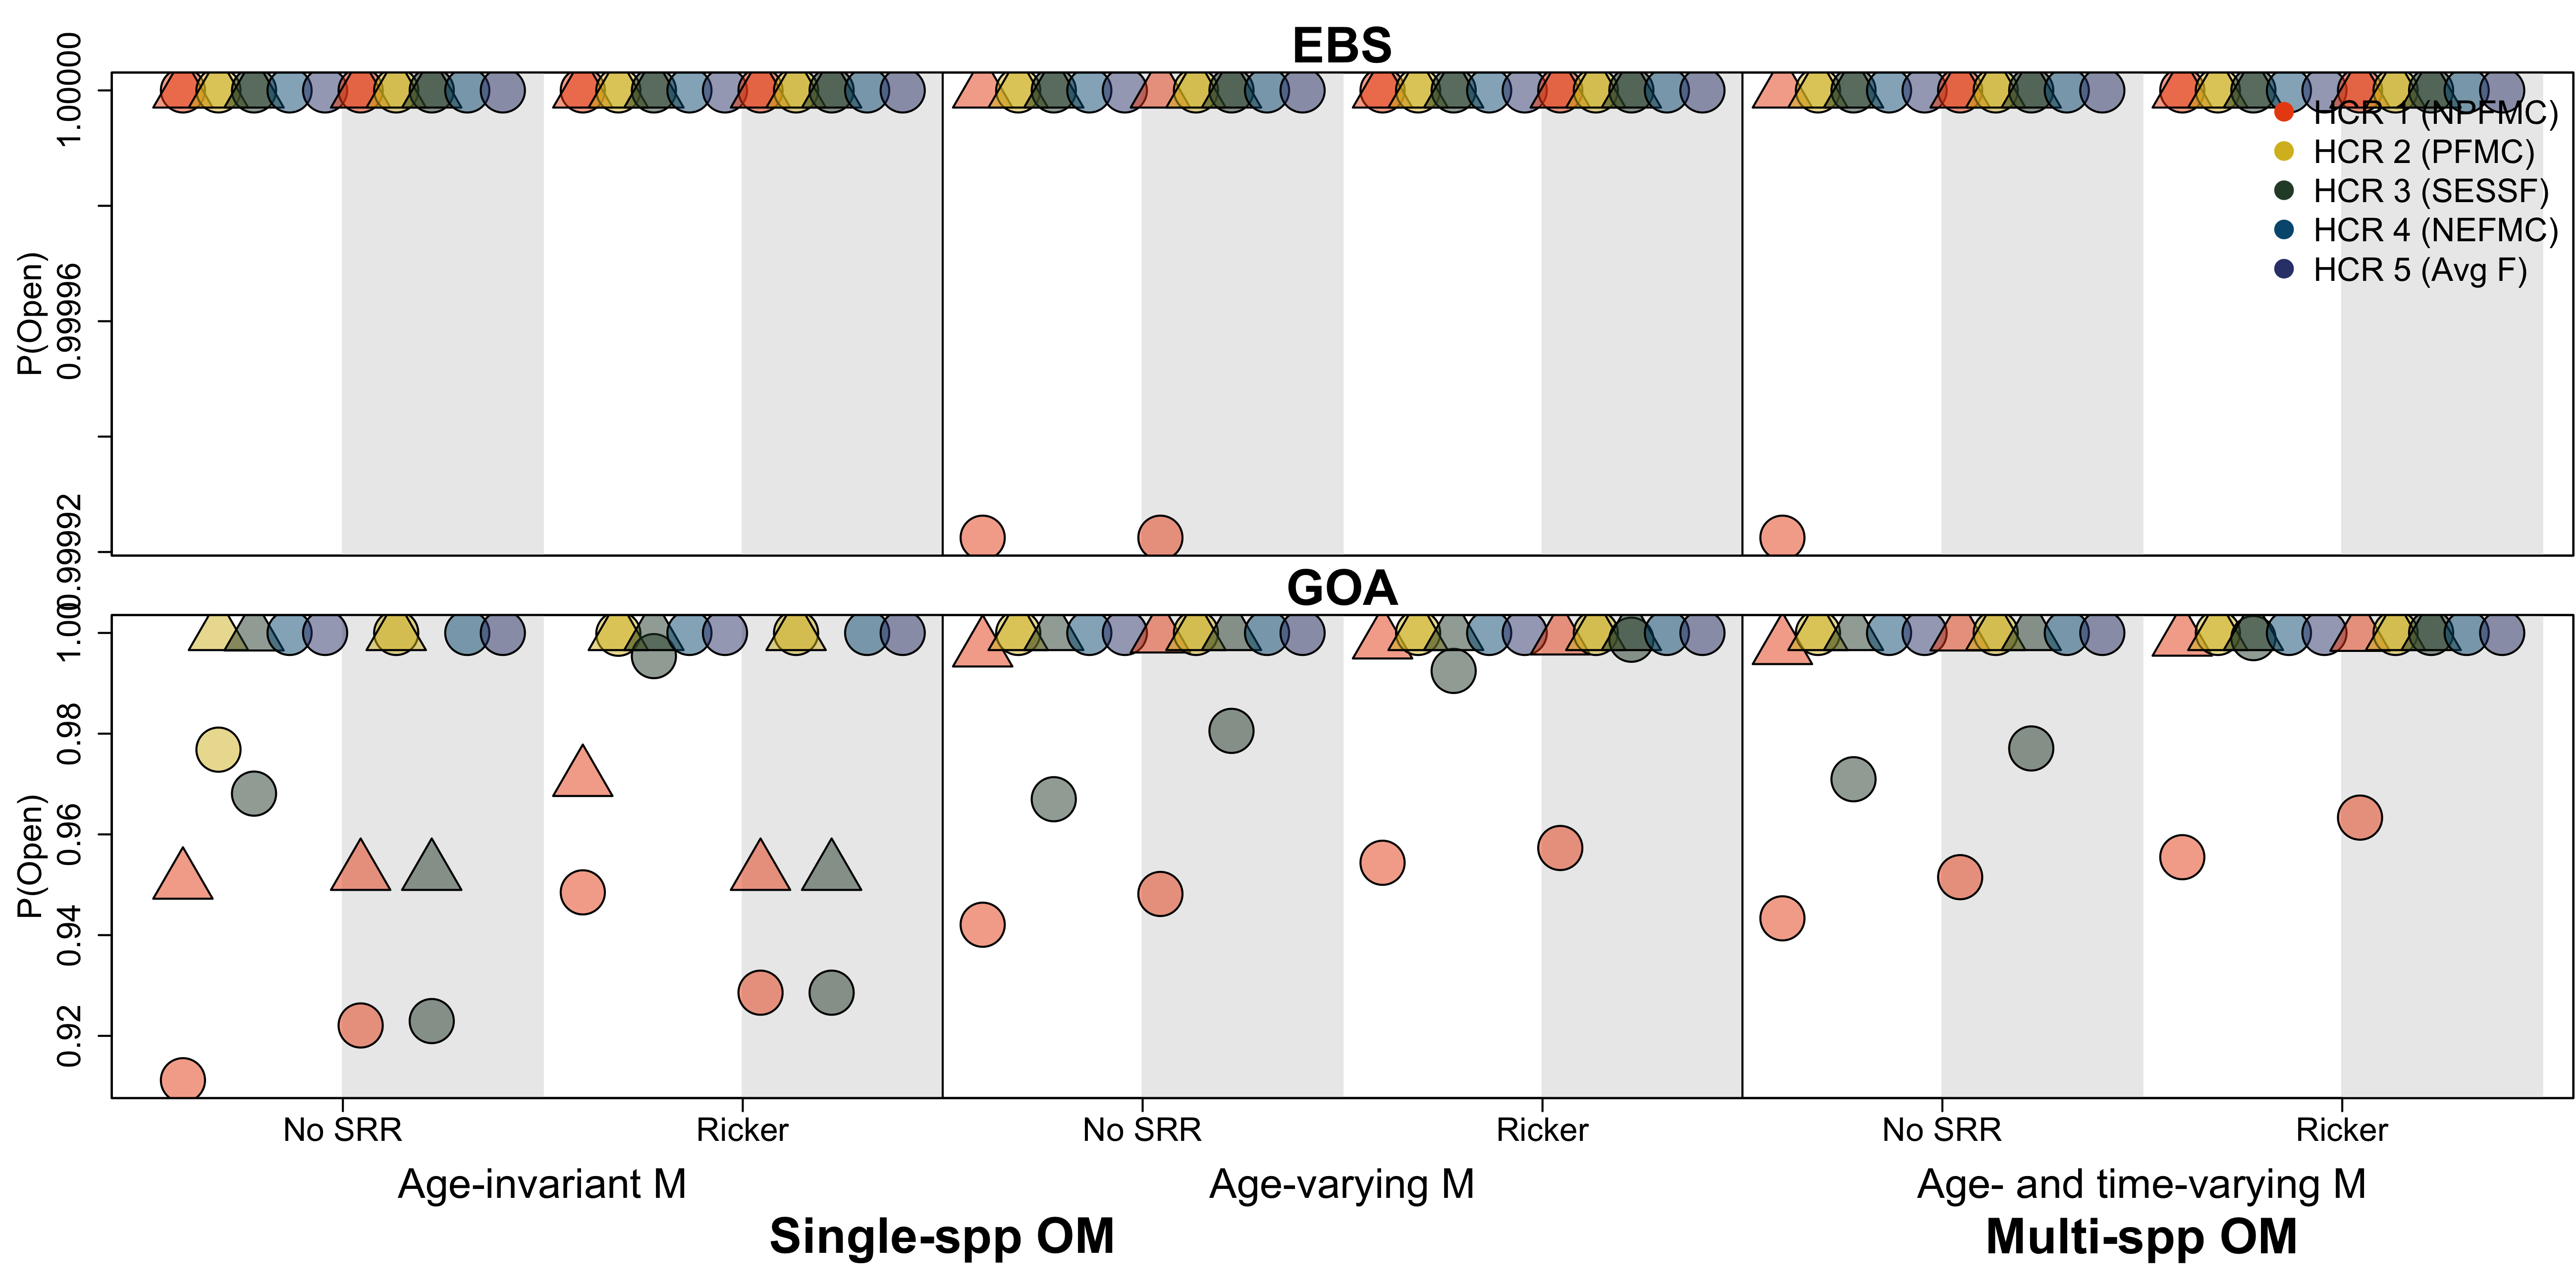 EBS
1.00000
0.99996
0.99992
P(Open)
HCR 1 (NPFMC)
HCR 2 (PFMC)
HCR 3 (SESSF)
HCR 4 (NEFMC)
HCR 5 (Avg F)
GOA
1.00
0.98
0.96
0.94
0.92
P(Open)
No SRR Ricker No SRR Ricker No SRR Ricker
Age-invariant M Age-varying M Age- and time-varying M
Single-spp OM Multi-spp OM